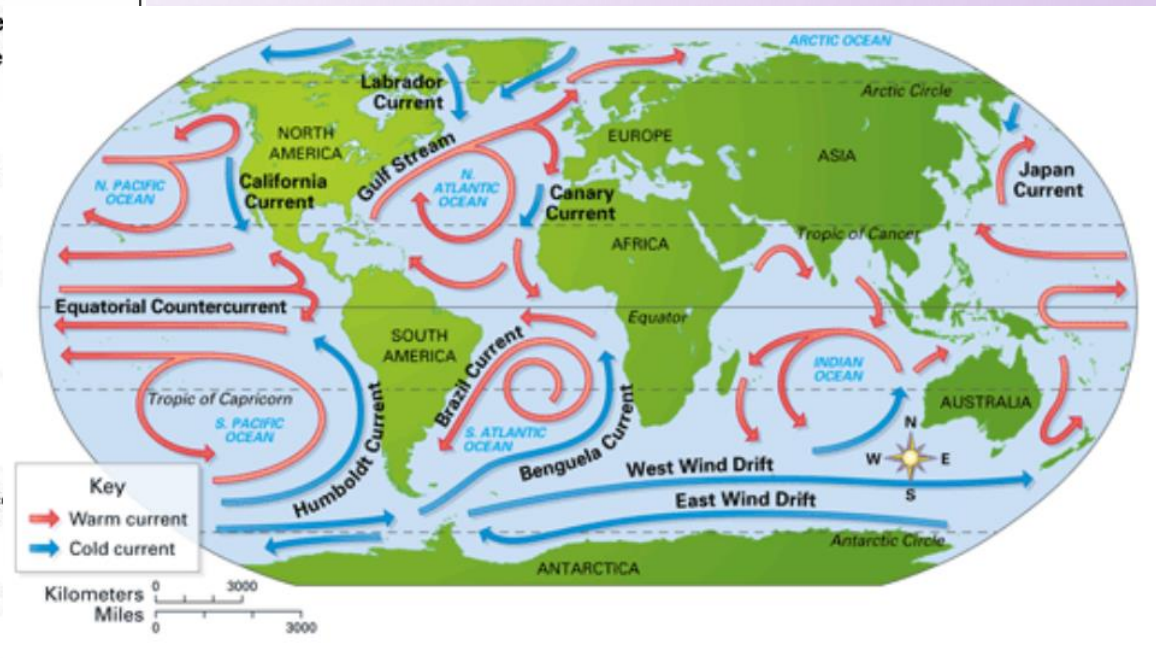 ARCTIC OCEAN
Arctic Circle
Labrador
Current
NORTH
AMERICA
EUROPE
ASIA
Gulf Stream
N. PACIFIC
OCEAN
California
Current
N.
ATLANTIC
OCEAN
Canary
Current
Japan
Current
AFRICA
Tropic of Cancer
Equatorial Countercurrent
Equator
SOUTH
AMERICA
Brazil Current
INDIAN
OCEAN
Tropic of Capricorn
AUSTRALIA
S. PACIFIC
OCEAN
S. ATLANTIC
OCEAN
Humboldt Current
Benguela Current
N
W
E
S
West Wind Drift
East Wind Drift
Antarctic Circle
ANTARCTICA
Key
Warm current
Cold current
Kilometers 0 3000
Miles
0 3000